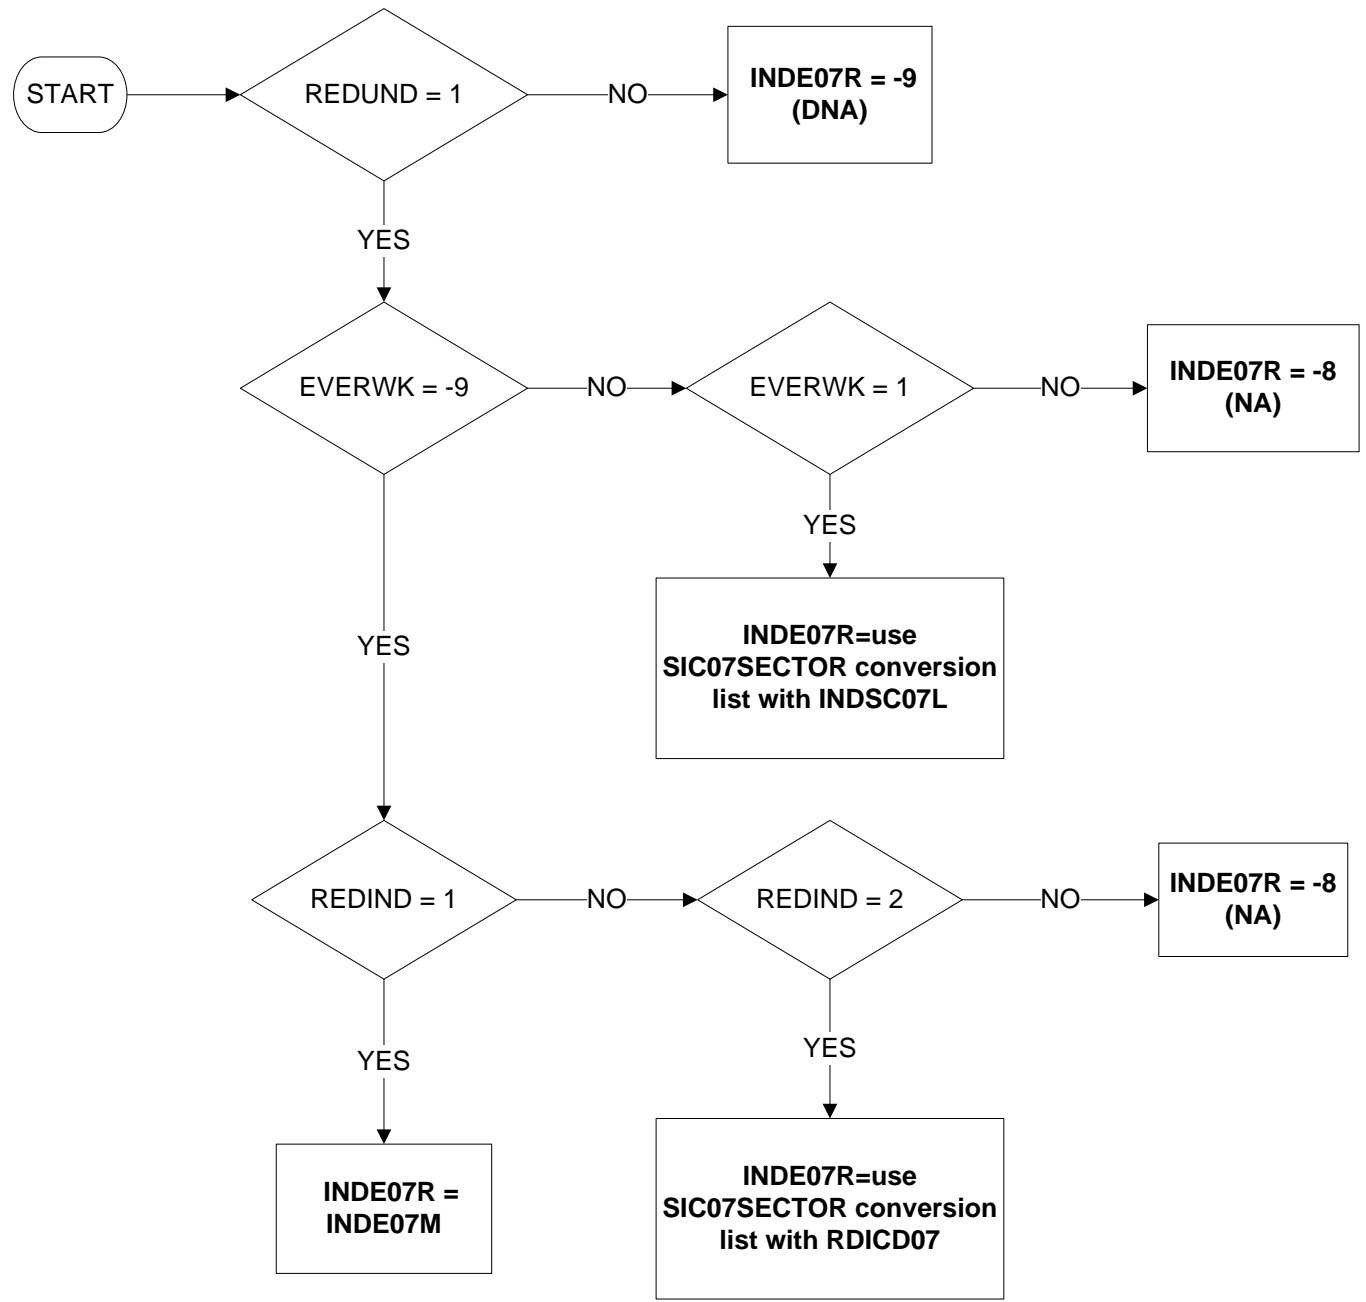 START
REDUND = 1
NO
INDE07R = -9
(DNA)
YES
EVERWK = -9
NO
EVERWK = 1
NO
INDE07R = -8
(NA)
YES
INDE07R=use
SIC07SECTOR conversion
list with INDSC07L
YES
REDIND = 1
NO
REDIND = 2
NO
INDE07R = -8
(NA)
YES
INDE07R =
INDE07M
YES
INDE07R=use
SIC07SECTOR conversion
list with RDICD07